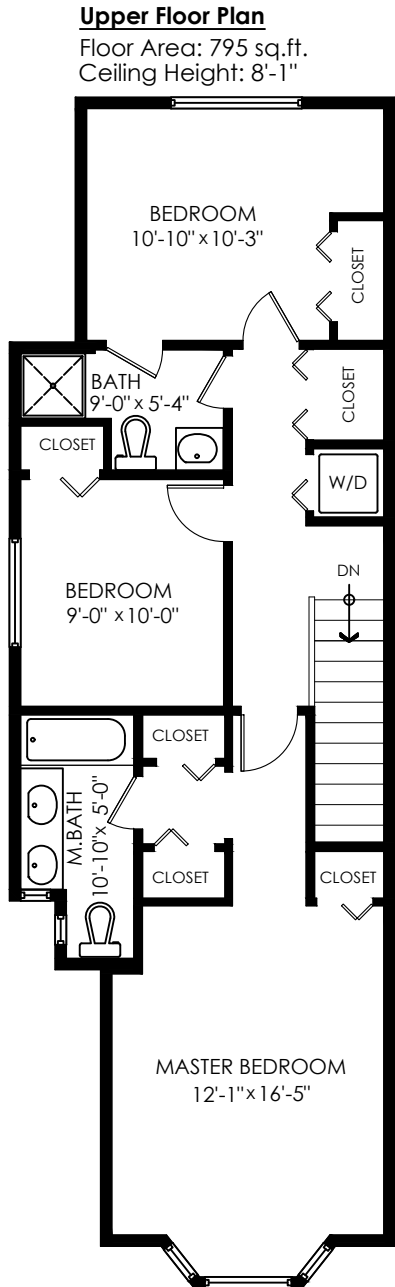 Upper Floor Plan
Floor Area: 795 sq.ft.
Ceiling Height: 8'-1"
BEDROOM
10'-10" x 10'-3"
CLOSET
BATH
9'-0" x 5'-4"
CLOSET
CLOSET
W/D
BEDROOM
9'-0" x 10'-0"
DN
CLOSET
M.BATH
10'-10" x 5'-0"
CLOSET
CLOSET
MASTER BEDROOM
12'-1" x 16'-5"